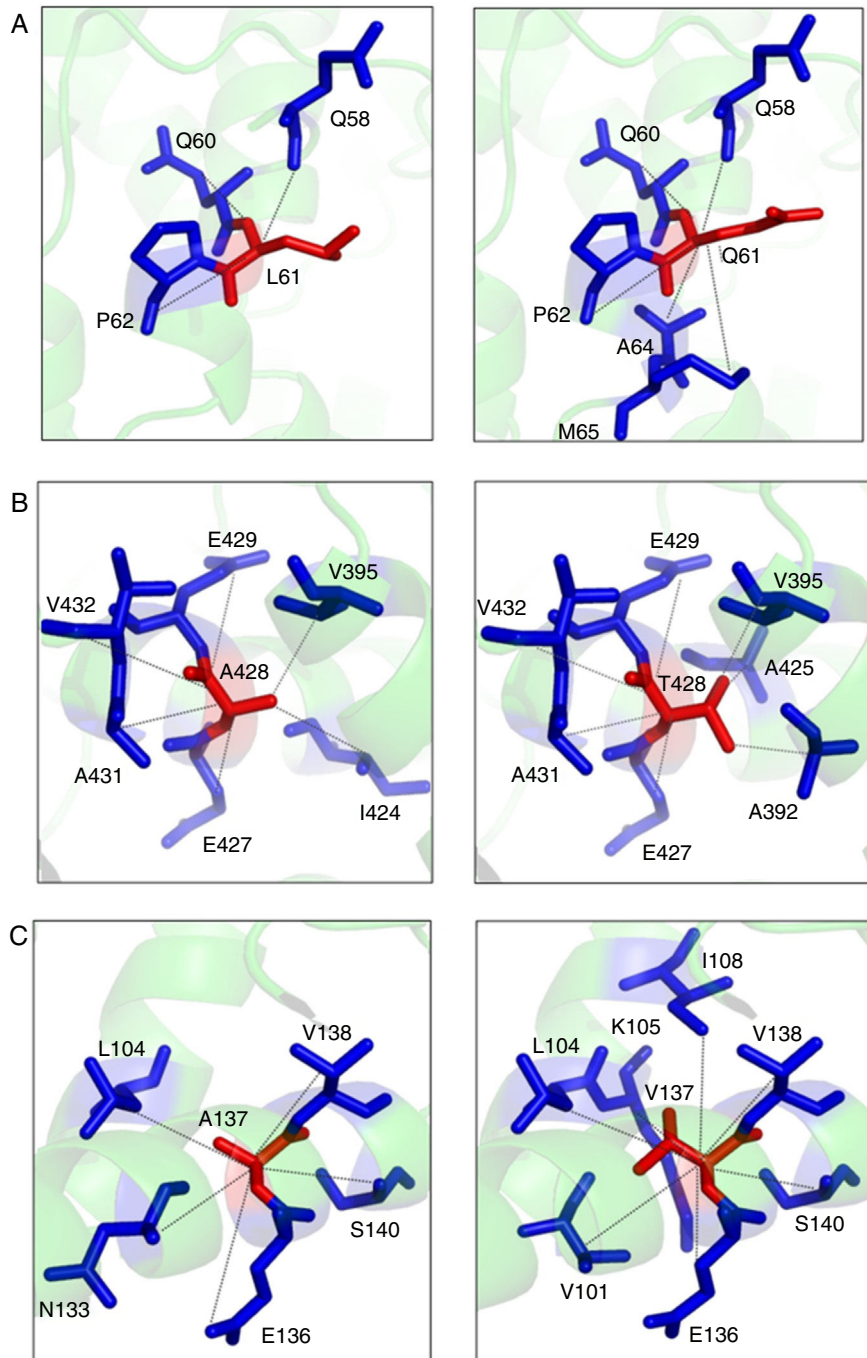 A
Q58
Q60
L61
P62
Q58
Q60
Q61
P62
A64
M65
B
E429
V395
V432
A428
A431
I424
E427
E429
V395
V432
A425
T428
A431
A392
E427
C
V138
L104
A137
S140
N133
E136
I108
K105
V138
L104
V137
S140
V101
E136